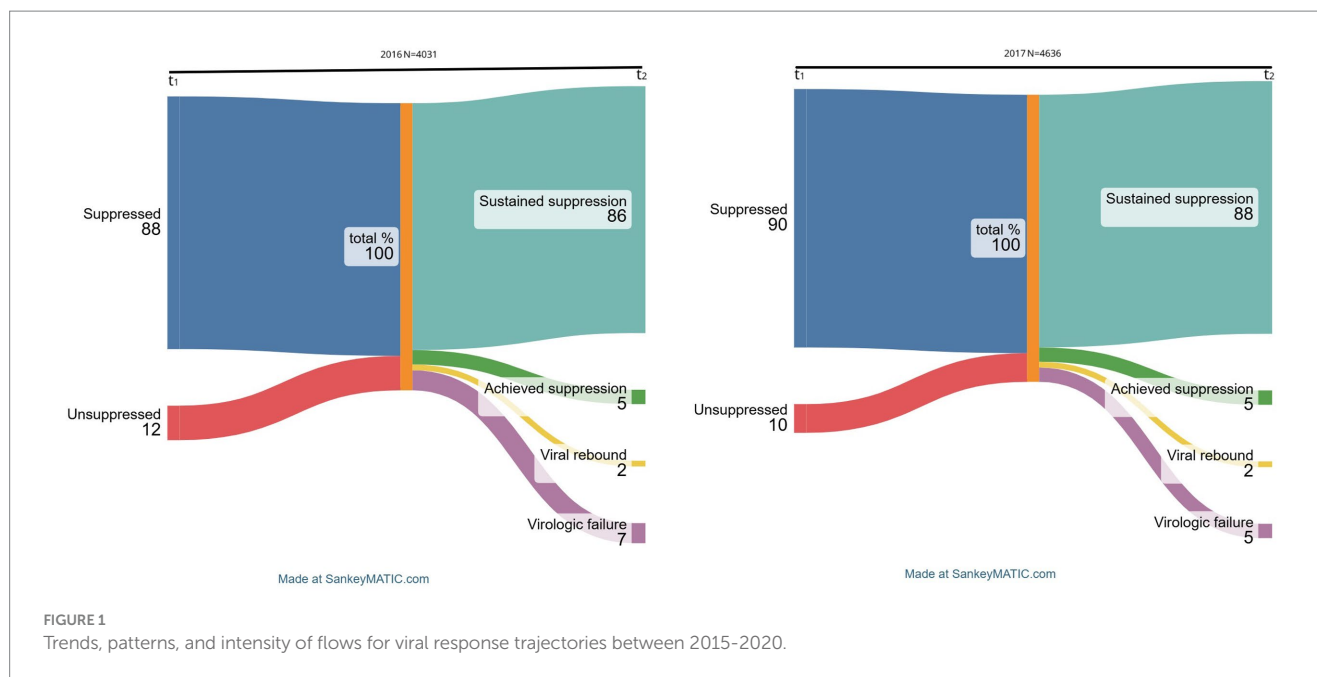 2016 N=4031
t1
t2
Suppressed
88
total %
100
Sustained suppression
86
Unsuppressed
12
Achieved suppression
5
Viral rebound
2
Virologic failure
7
Made at SankeyMATIC.com
2017 N=4636
t1
t2
Suppressed
90
total %
100
Sustained suppression
88
Unsuppressed
10
Achieved suppression
5
Viral rebound
2
Virologic failure
5
Made at SankeyMATIC.com
FIGURE 1
Trends, patterns, and intensity of flows for viral response trajectories between 2015-2020.